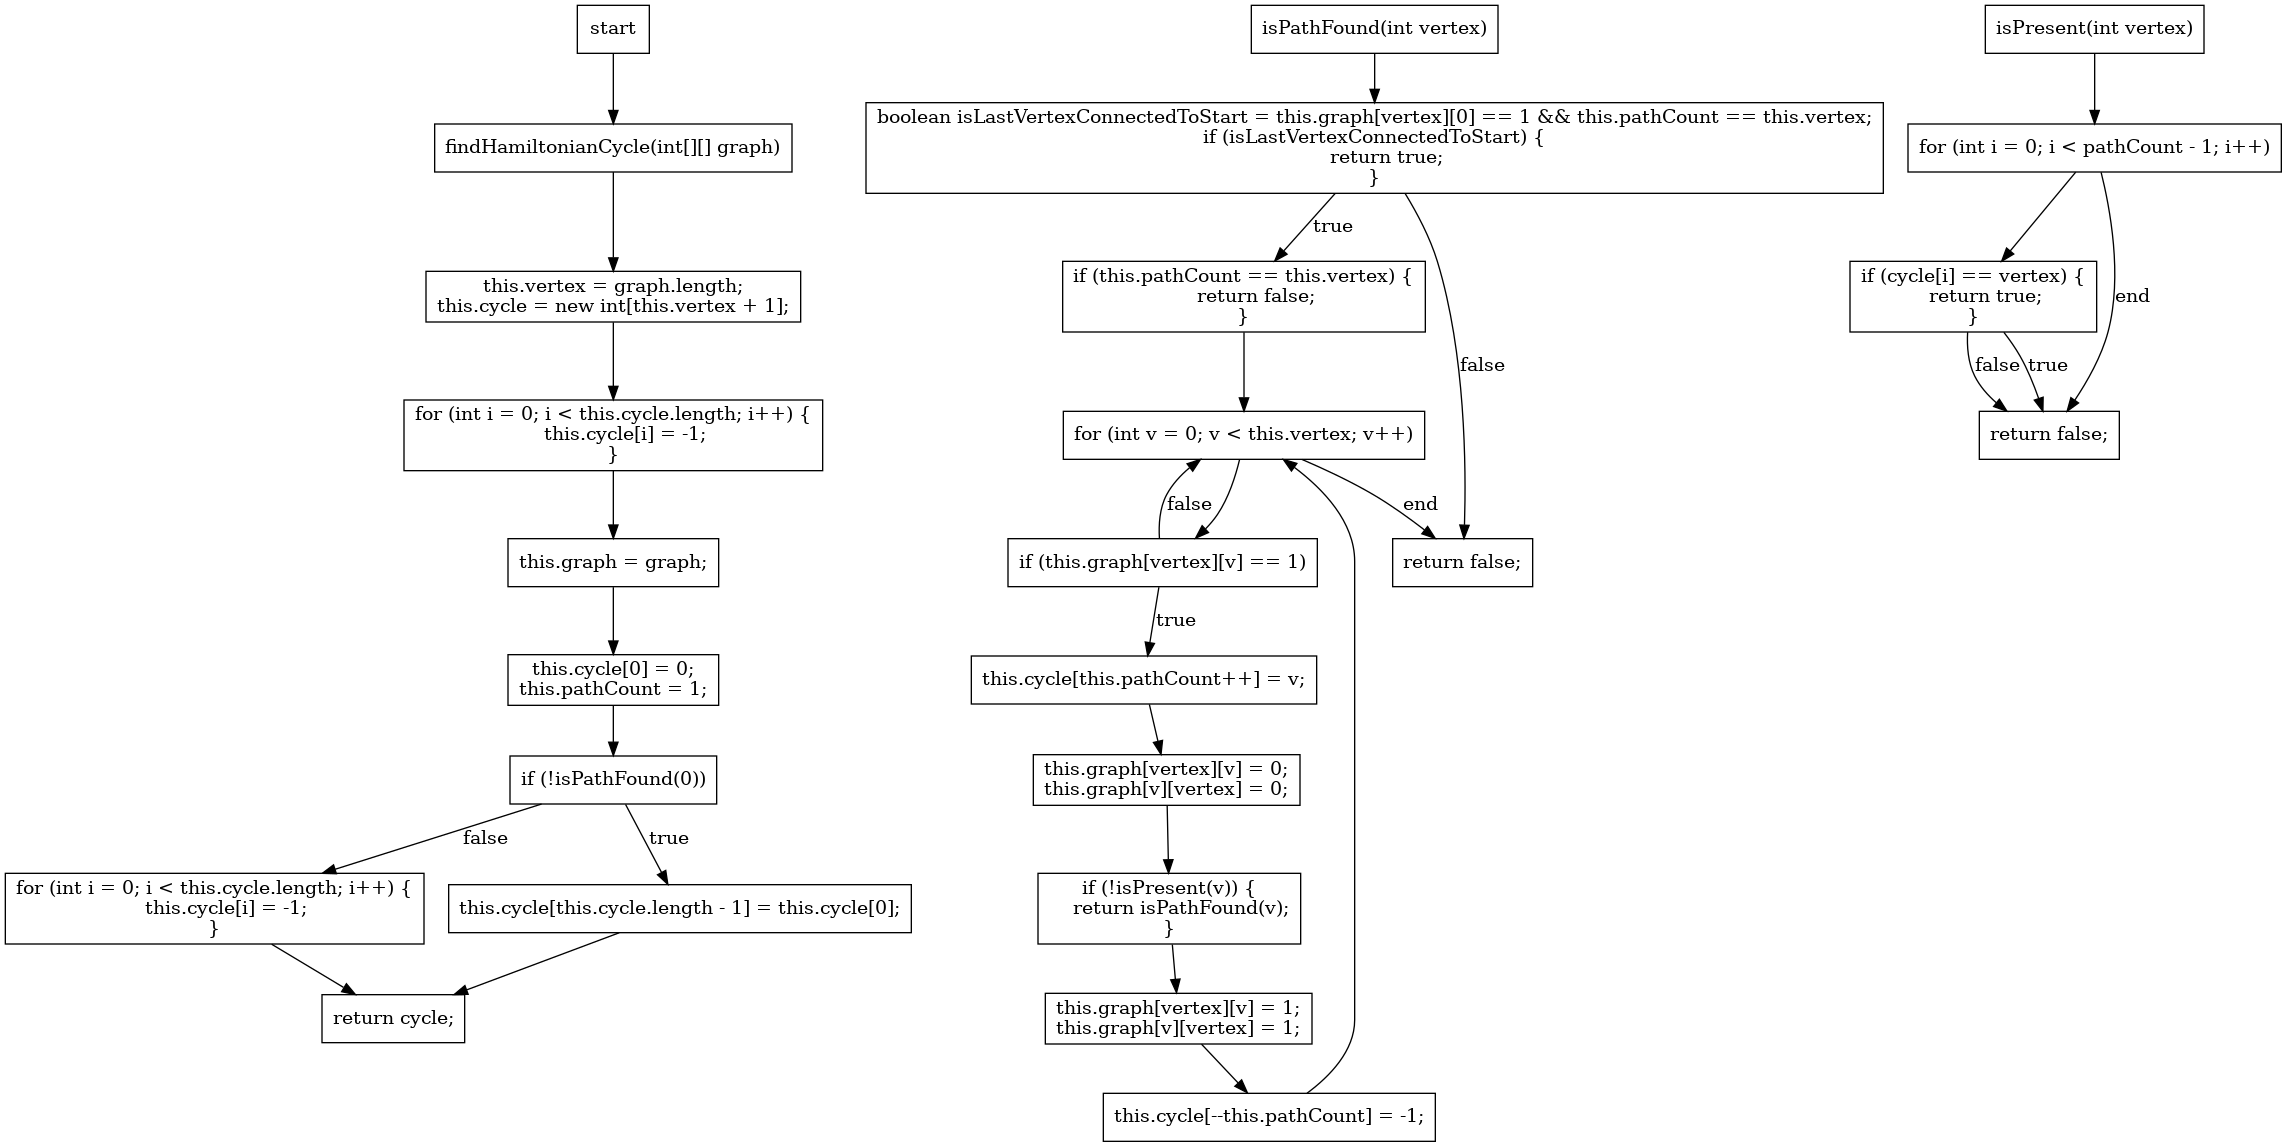 start
findHamiltonianCycle(int[][] graph)
this.vertex = graph.length;
this.cycle = new int[this.vertex + 1];
for (int i = 0; i < this.cycle.length; i++) {
this.cycle[i] = -1;
}
this.graph = graph;
this.cycle[0] = 0;
this.pathCount = 1;
if (!isPathFound(0))
false
true
for (int i = 0; i < this.cycle.length; i++) {
this.cycle[i] = -1;
}
this.cycle[this.cycle.length - 1] = this.cycle[0];
return cycle;
isPathFound(int vertex)
boolean isLastVertexConnectedToStart = this.graph[vertex][0] == 1 && this.pathCount == this.vertex;
if (isLastVertexConnectedToStart) {
return true;
}
true
false
if (this.pathCount == this.vertex) {
return false;
}
for (int v = 0; v < this.vertex; v++)
false
end
if (this.graph[vertex][v] == 1)
return false;
true
this.cycle[this.pathCount++] = v;
this.graph[vertex][v] = 0;
this.graph[v][vertex] = 0;
if (!isPresent(v)) {
return isPathFound(v);
}
this.graph[vertex][v] = 1;
this.graph[v][vertex] = 1;
this.cycle[--this.pathCount] = -1;
isPresent(int vertex)
for (int i = 0; i < pathCount - 1; i++)
if (cycle[i] == vertex) {
return true;
}
end
false
true
return false;